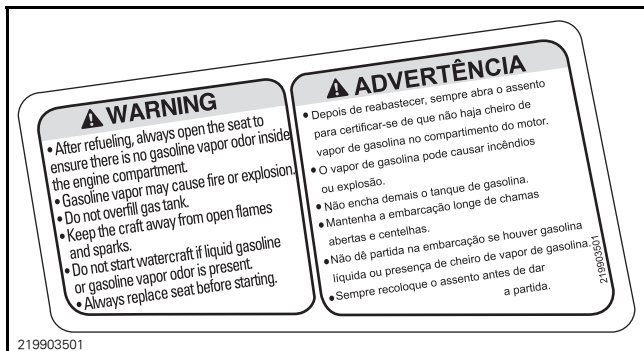 WARNING
• After refueling, always open the seat to
ensure there is no gasoline vapor odor inside
the engine compartment.
• Gasoline vapor may cause fire or explosion.
• Do not overfill gas tank.
• Keep the craft away from open flames
and sparks.
• Do not start watercraft if liquid gasoline
or gasoline vapor odor is present.
• Always replace seat before starting.
ADVERTÊNCIA
• Depois de reabastecer, sempre abra o assento
para certificar-se de que não haja cheiro de
vapor de gasolina no compartimento do motor.
• O vapor de gasolina pode causar incêndios
ou explosão.
• Não encha demais o tanque de gasolina.
• Mantenha a embarcação longe de chamas
abertas e centelhas.
• Não dê partida na embarcação se houver gasolina
líquida ou presença de cheiro de vapor de gasolina.
• Sempre recoloque o assento antes de dar
a partida.
219903501
219903501